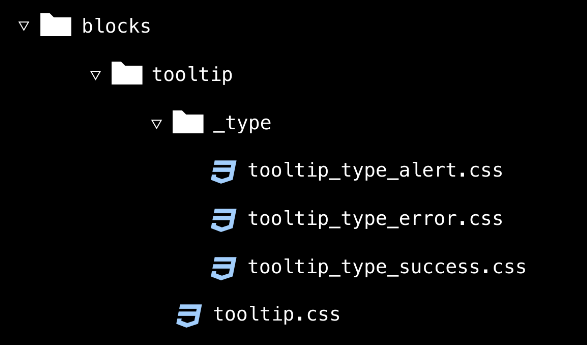 blocks
tooltip
_type
tooltip_type_alert.css
tooltip_type_error.css
tooltip_type_success.css
tooltip.css